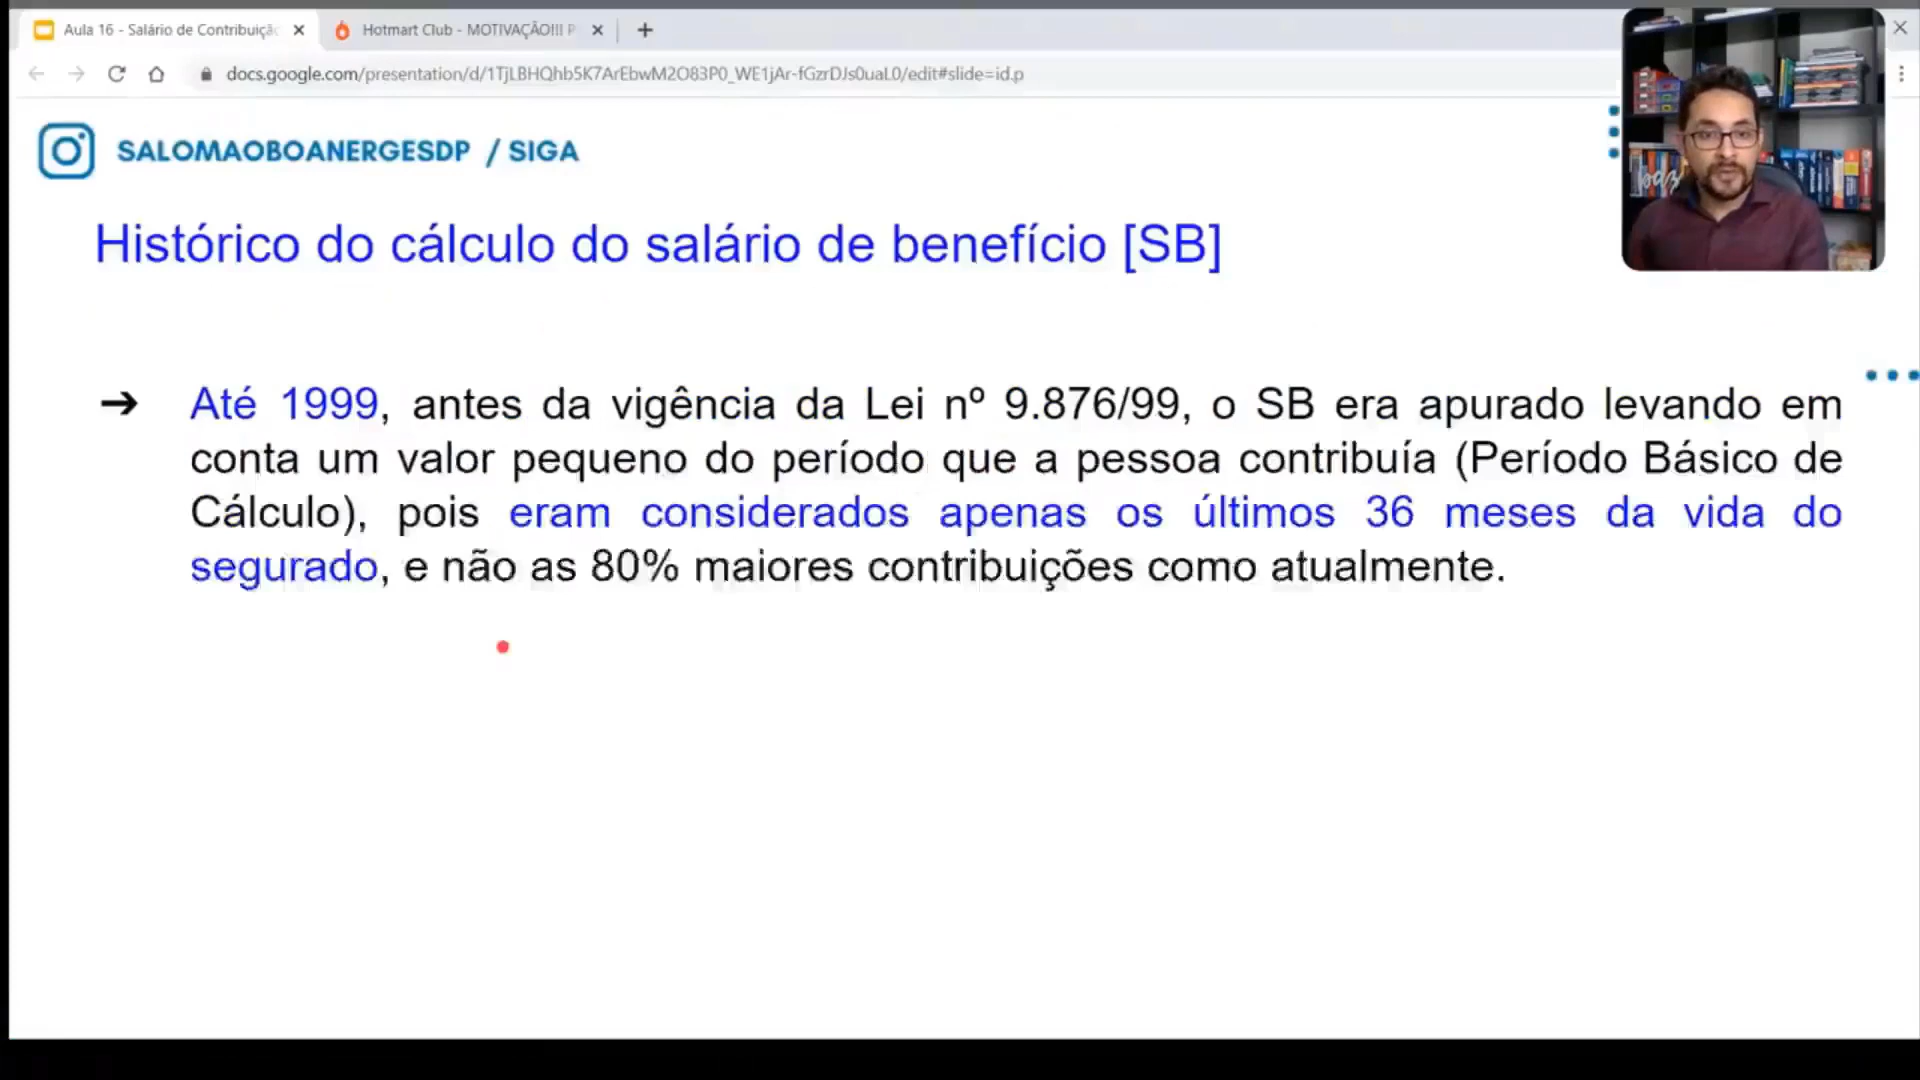 Aula 16 - Salário de Contribuiçã
Hotmart Club - MOTIVAÇÃO!!! P
docs.google.com/presentation/d/1TjLBHQhb5K7ArEbwM2O83P0_WE1jAr-fGzrDJs0uaL0/edit#slide=id.p
SALOMAOBOANERGESDP / SIGA
Histórico do cálculo do salário de benefício [SB]
➔ Até 1999, antes da vigência da Lei nº 9.876/99, o SB era apurado levando em
conta um valor pequeno do período que a pessoa contribuía (Período Básico de
Cálculo), pois eram considerados apenas os últimos 36 meses da vida do
segurado, e não as 80% maiores contribuições como atualmente.